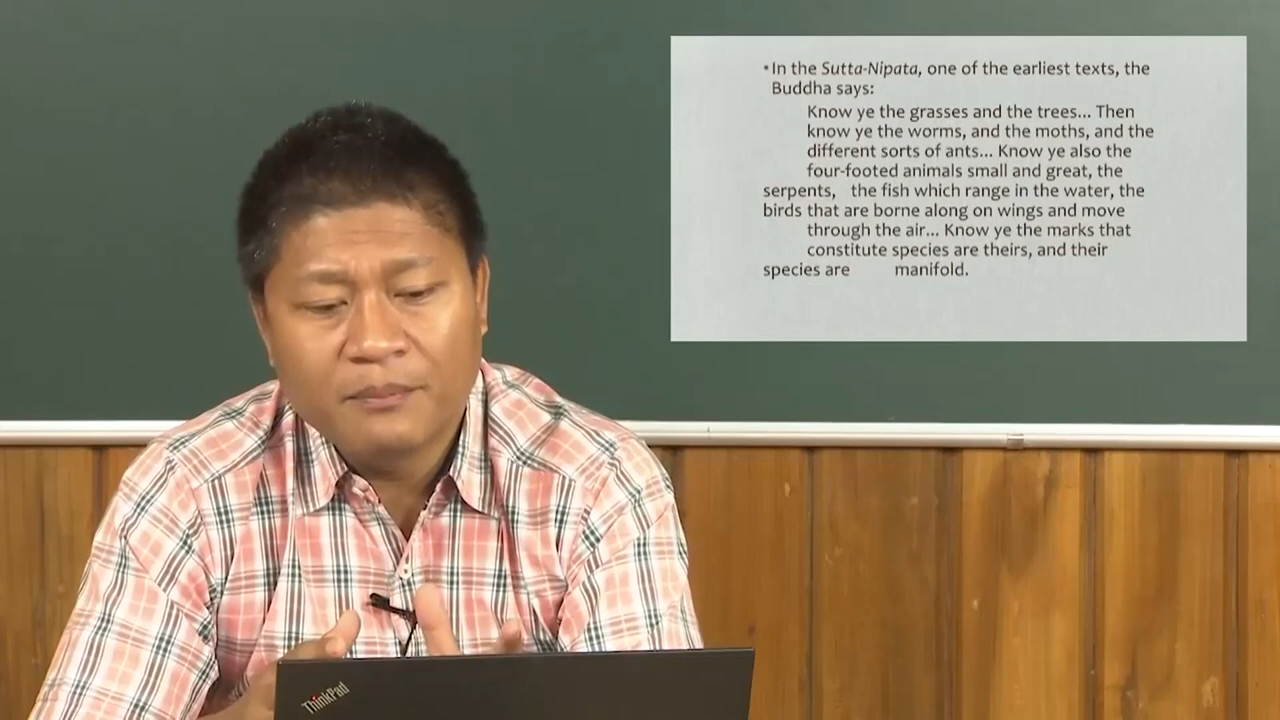 • In the Sutta-Nipata, one of the earliest texts, the
Buddha says:
Know ye the grasses and the trees... Then
know ye the worms, and the moths, and the
different sorts of ants... Know ye also the
four-footed animals small and great, the
serpents, the fish which range in the water, the
birds that are borne along on wings and move
through the air... Know ye the marks that
constitute species are theirs, and their
species are manifold.
ThinkPad